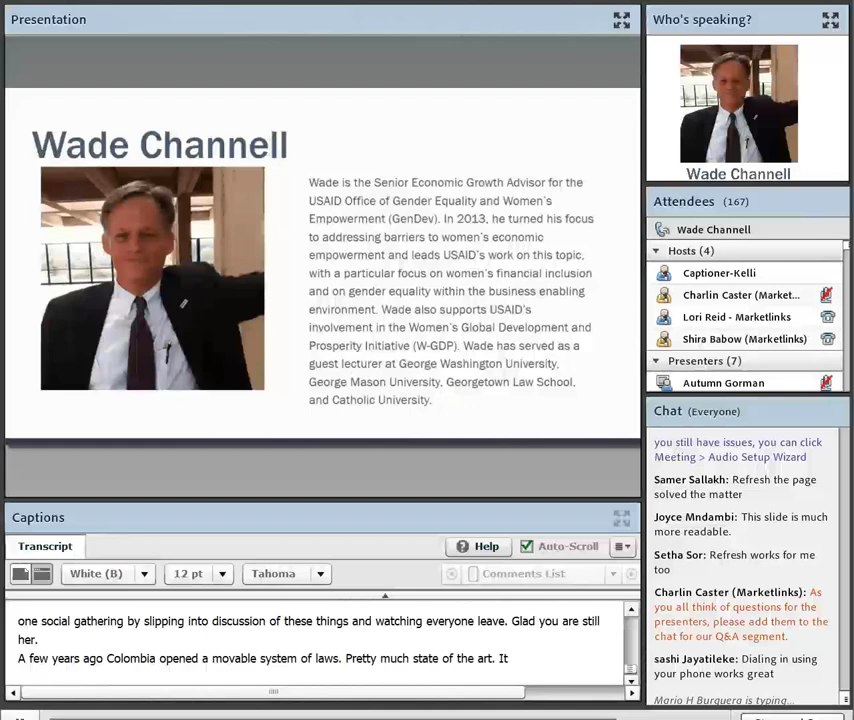 Presentation
Wade Channell
Wade is the Senior Economic Growth Advisor for the
USAID Office of Gender Equality and Women's
Empowerment (GenDev). In 2013, he turned his focus
to addressing barriers to women's economic
empowerment and leads USAID's work on this topic,
with a particular focus on women's financial inclusion
and on gender equality within the business enabling
environment. Wade also supports USAID's
involvement in the Women's Global Development and
Prosperity Initiative (W-GDP). Wade has served as a
guest lecturer at George Washington University,
George Mason University, Georgetown Law School,
and Catholic University.
Captions
Transcript
Help
Auto-Scroll
White (B)
12 pt
Tahoma
Comments List
one social gathering by slipping into discussion of these things and watching everyone leave. Glad you are still
her.
A few years ago Colombia opened a movable system of laws. Pretty much state of the art. It
Who's speaking?
Wade Channell
Attendees (167)
Wade Channell
Hosts (4)
Captioner-Kelli
Charlin Caster (Market...
Lori Reid - Marketlinks
Shira Babow (Marketlinks)
Presenters (7)
Autumn Gorman
Chat (Everyone)
you still have issues, you can click
Meeting > Audio Setup Wizard
Samer Sallakh: Refresh the page
solved the matter
Joyce Mndambi: This slide is much
more readable.
Setha Sor: Refresh works for me
too
Charlin Caster (Marketlinks): As
you all think of questions for the
presenters, please add them to the
chat for our Q&A segment.
sashi Jayatileke: Dialing in using
your phone works great
Mario H Burguera is typing...